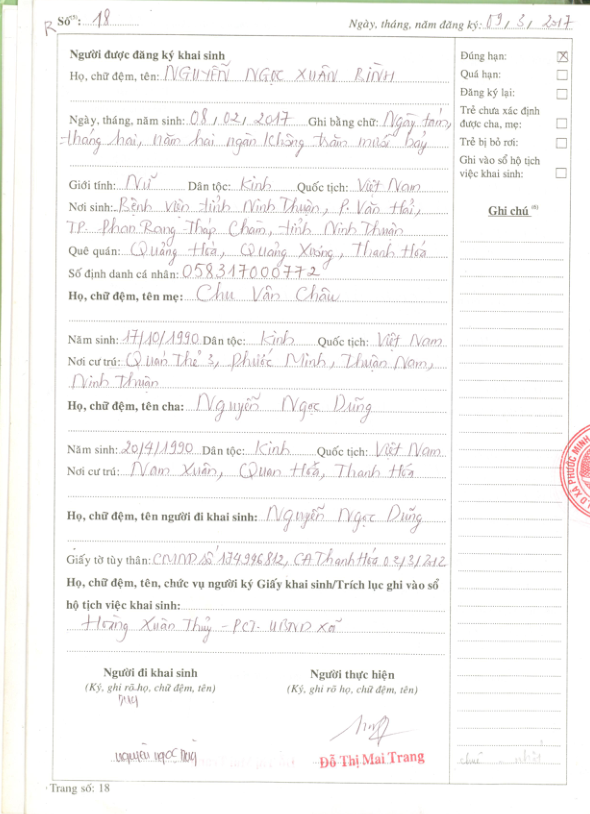 Số⁽¹⁾: 18
Ngày, tháng, năm đăng ký: 09, 3, 2017
Người được đăng ký khai sinh
Họ, chữ đệm, tên: NGUYỄN NGỌC XUÂN BÌNH
Ngày, tháng, năm sinh: 08, 02, 2017 Ghi bằng chữ: Ngày tám,
tháng hai, năm hai ngàn không trăm mười bảy
Giới tính: Nữ Dân tộc: Kinh Quốc tịch: Việt Nam
Nơi sinh: Bệnh viện tỉnh Ninh Thuận, P. Văn Hải,
TP. Phan Rang Tháp Chàm, tỉnh Ninh Thuận
Quê quán: Quảng Hòa, Quảng Xương, Thanh Hóa
Số định danh cá nhân: 058317000772
Họ, chữ đệm, tên mẹ: Chu Vân Châu
Năm sinh: 17/10/1990 Dân tộc: Kinh Quốc tịch: Việt Nam
Nơi cư trú: Quán Thẻ 3, Phước Minh, Thuận Nam,
Ninh Thuận
Họ, chữ đệm, tên cha: Nguyễn Ngọc Dũng
Năm sinh: 20/4/1990 Dân tộc: Kinh Quốc tịch: Việt Nam
Nơi cư trú: Nam Xuân, Quan Hoá, Thanh Hóa
Họ, chữ đệm, tên người đi khai sinh: Nguyễn Ngọc Dũng
Giấy tờ tùy thân: CMND số 174996812, CA Thanh Hóa 02/3/2012
Họ, chữ đệm, tên, chức vụ người ký Giấy khai sinh/Trích lục ghi vào sổ
hộ tịch việc khai sinh:
Hoàng Xuân Thủy - PCT- UBND xã
Người đi khai sinh
(Ký, ghi rõ họ, chữ đệm, tên)
nguyễn ngọc Dũng
Người thực hiện
(Ký, ghi rõ họ, chữ đệm, tên)
Đỗ Thị Mai Trang
Trang số: 18
Đúng hạn: X
Quá hạn:
Đăng ký lại:
Trẻ chưa xác định
được cha, mẹ:
Trẻ bị bỏ rơi:
Ghi vào sổ hộ tịch
việc khai sinh:
Ghi chú ⁽⁸⁾
XÃ PHƯỚC MINH